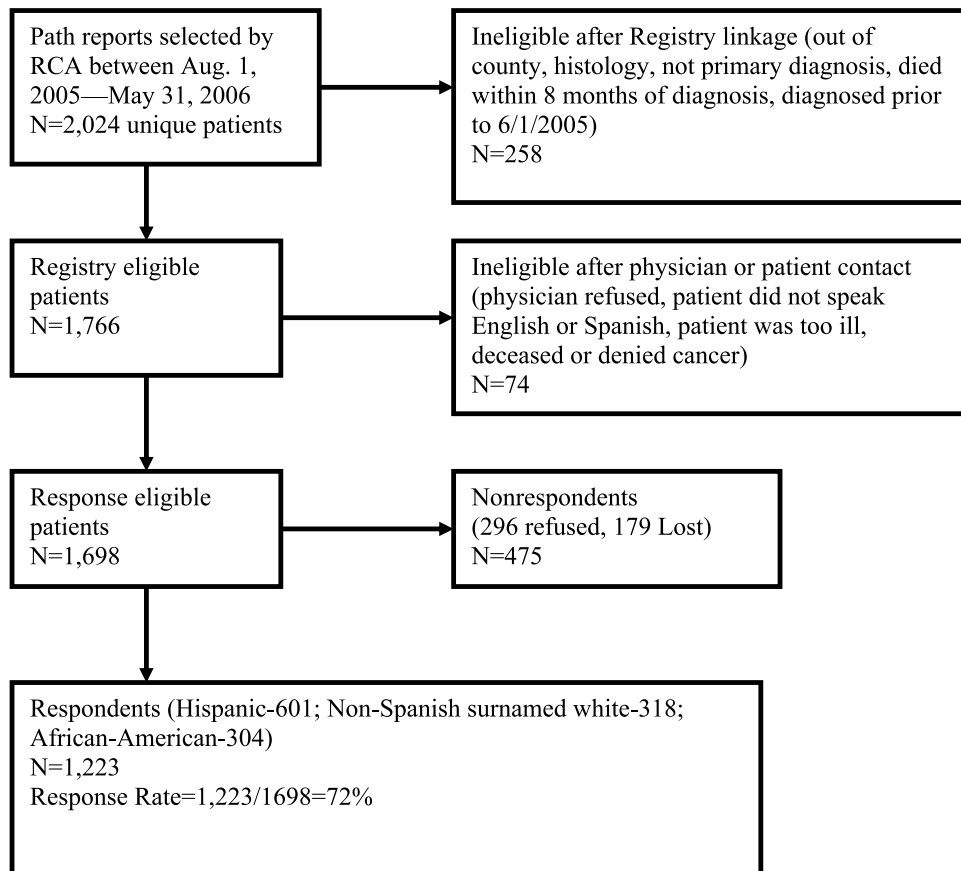 Path reports selected by
RCA between Aug. 1,
2005—May 31, 2006
N=2,024 unique patients
Ineligible after Registry linkage (out of
county, histology, not primary diagnosis, died
within 8 months of diagnosis, diagnosed prior
to 6/1/2005)
N=258
Registry eligible
patients
N=1,766
Ineligible after physician or patient contact
(physician refused, patient did not speak
English or Spanish, patient was too ill,
deceased or denied cancer)
N=74
Response eligible
patients
N=1,698
Nonrespondents
(296 refused, 179 Lost)
N=475
Respondents (Hispanic-601; Non-Spanish surnamed white-318;
African-American-304)
N=1,223
Response Rate=1,223/1698=72%